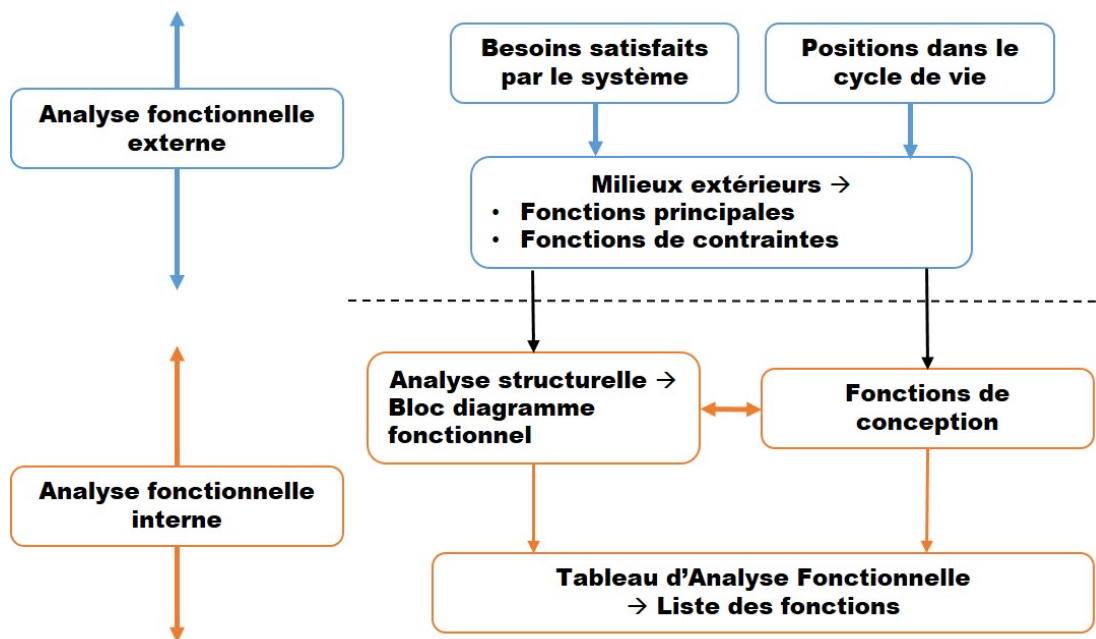 Analyse fonctionnelle
externe
Besoins satisfaits
par le système
Positions dans le
cycle de vie
Milieux extérieurs →
• Fonctions principales
• Fonctions de contraintes
Analyse fonctionnelle
interne
Analyse structurelle →
Bloc diagramme
fonctionnel
Fonctions de
conception
Tableau d’Analyse Fonctionnelle
→ Liste des fonctions